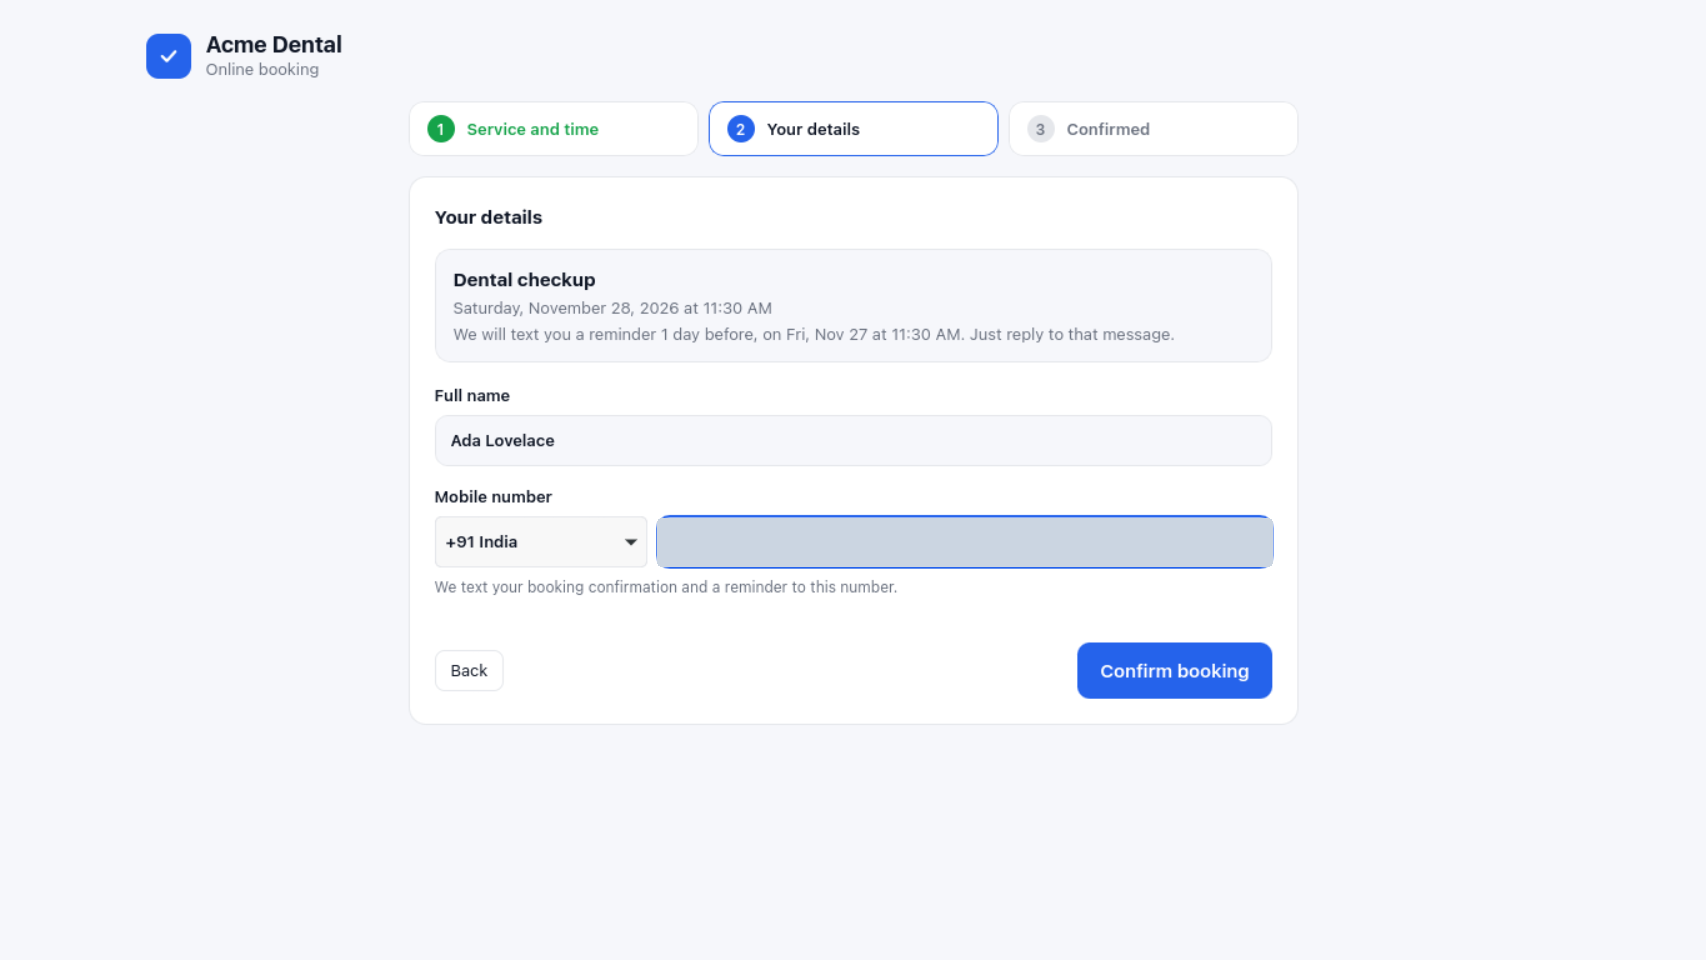 Acme Dental
Online booking
1 Service and time
2 Your details
3 Confirmed
Your details
Dental checkup
Saturday, November 28, 2026 at 11:30 AM
We will text you a reminder 1 day before, on Fri, Nov 27 at 11:30 AM. Just reply to that message.
Full name
Ada Lovelace
Mobile number
+91 India
We text your booking confirmation and a reminder to this number.
Back
Confirm booking